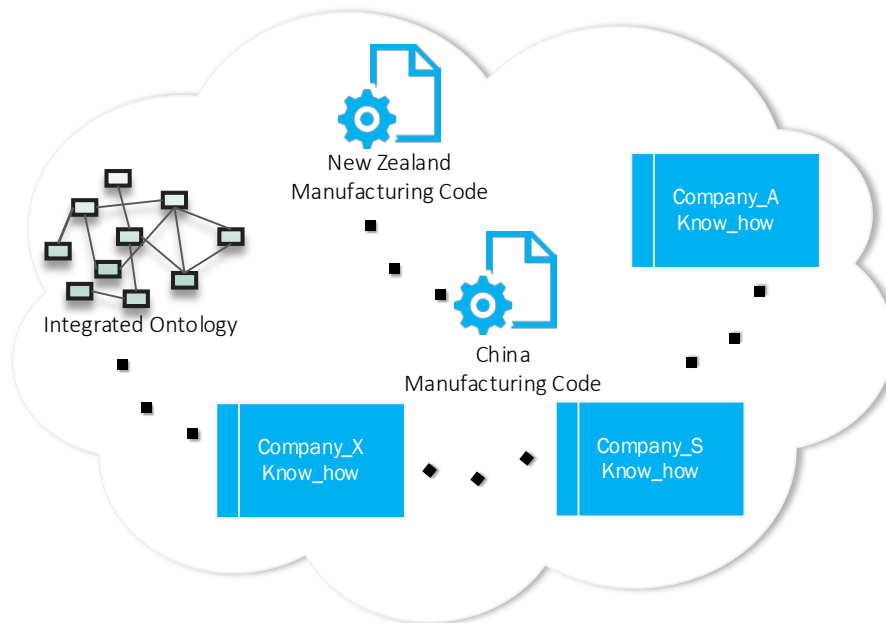 New Zealand
Manufacturing Code
Company_A
Know_how
Integrated Ontology
China
Manufacturing Code
Company_X
Know_how
Company_S
Know_how